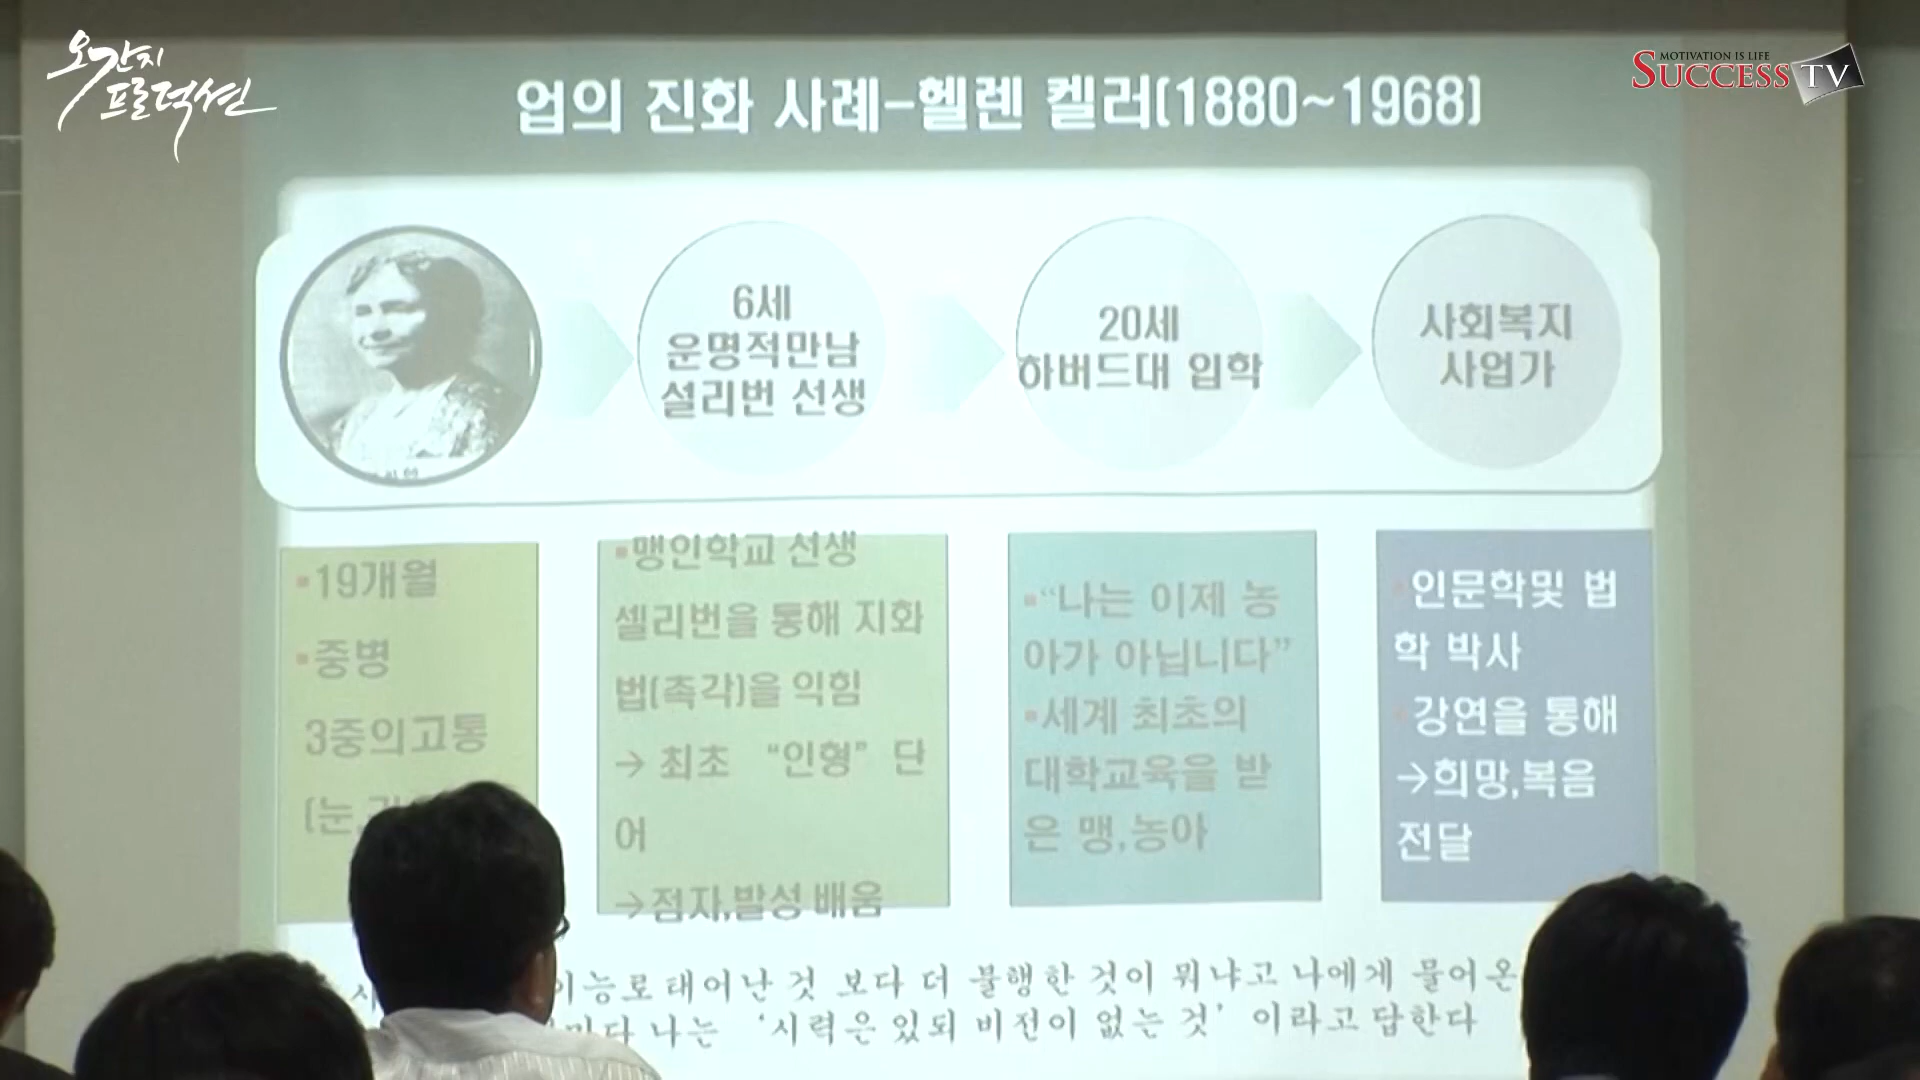 오간지
프로덕션
MOTIVATION IS LIFE
SUCCESS TV
업의 진화 사례-헬렌 켈러(1880~1968)
6세
운명적만남
설리번 선생
20세
하버드대 입학
사회복지
사업가
▪19개월
▪중병
3중의고통
(눈,
▪맹인학교 선생
셀리번을 통해 지화
법(촉각)을 익힘
→ 최초 “인형” 단
어
→점자,발성 배움
▪“나는 이제 농
아가 아닙니다”
▪세계 최초의
대학교육을 받
은 맹,농아
▪인문학및 법
학 박사
▪강연을 통해
→희망,복음
전달
태어난 것 보다 더 불행한 것이 뭐냐고 나에게 물어온
나는 ‘시력은 있되 비전이 없는 것’ 이라고 답한다